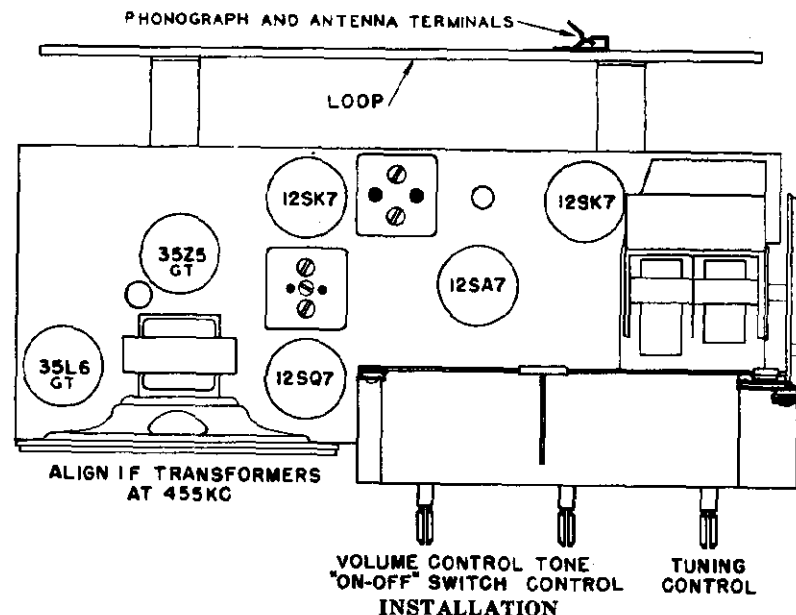 PHONOGRAPH AND ANTENNA TERMINALS
LOOP
12SK7
12SK7
35Z5
GT
12SA7
35L6
GT
12SQ7
ALIGN IF TRANSFORMERS
AT 455KC
VOLUME CONTROL
"ON-OFF" SWITCH
TONE
CONTROL
TUNING
CONTROL
INSTALLATION